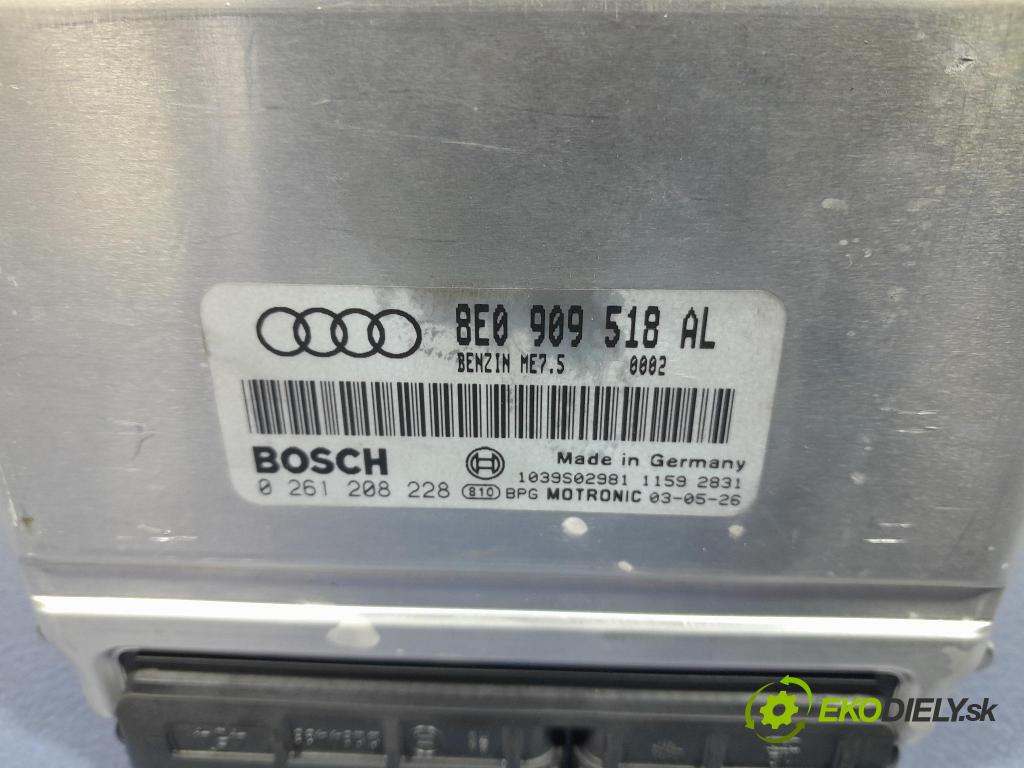 8E0 909 518 AL
BENZIN ME7.5 0002
BOSCH Made in Germany
1039S02981 1159 2831
0 261 208 228 810 BPG MOTRONIC 03-05-26
EKODIELY.sk